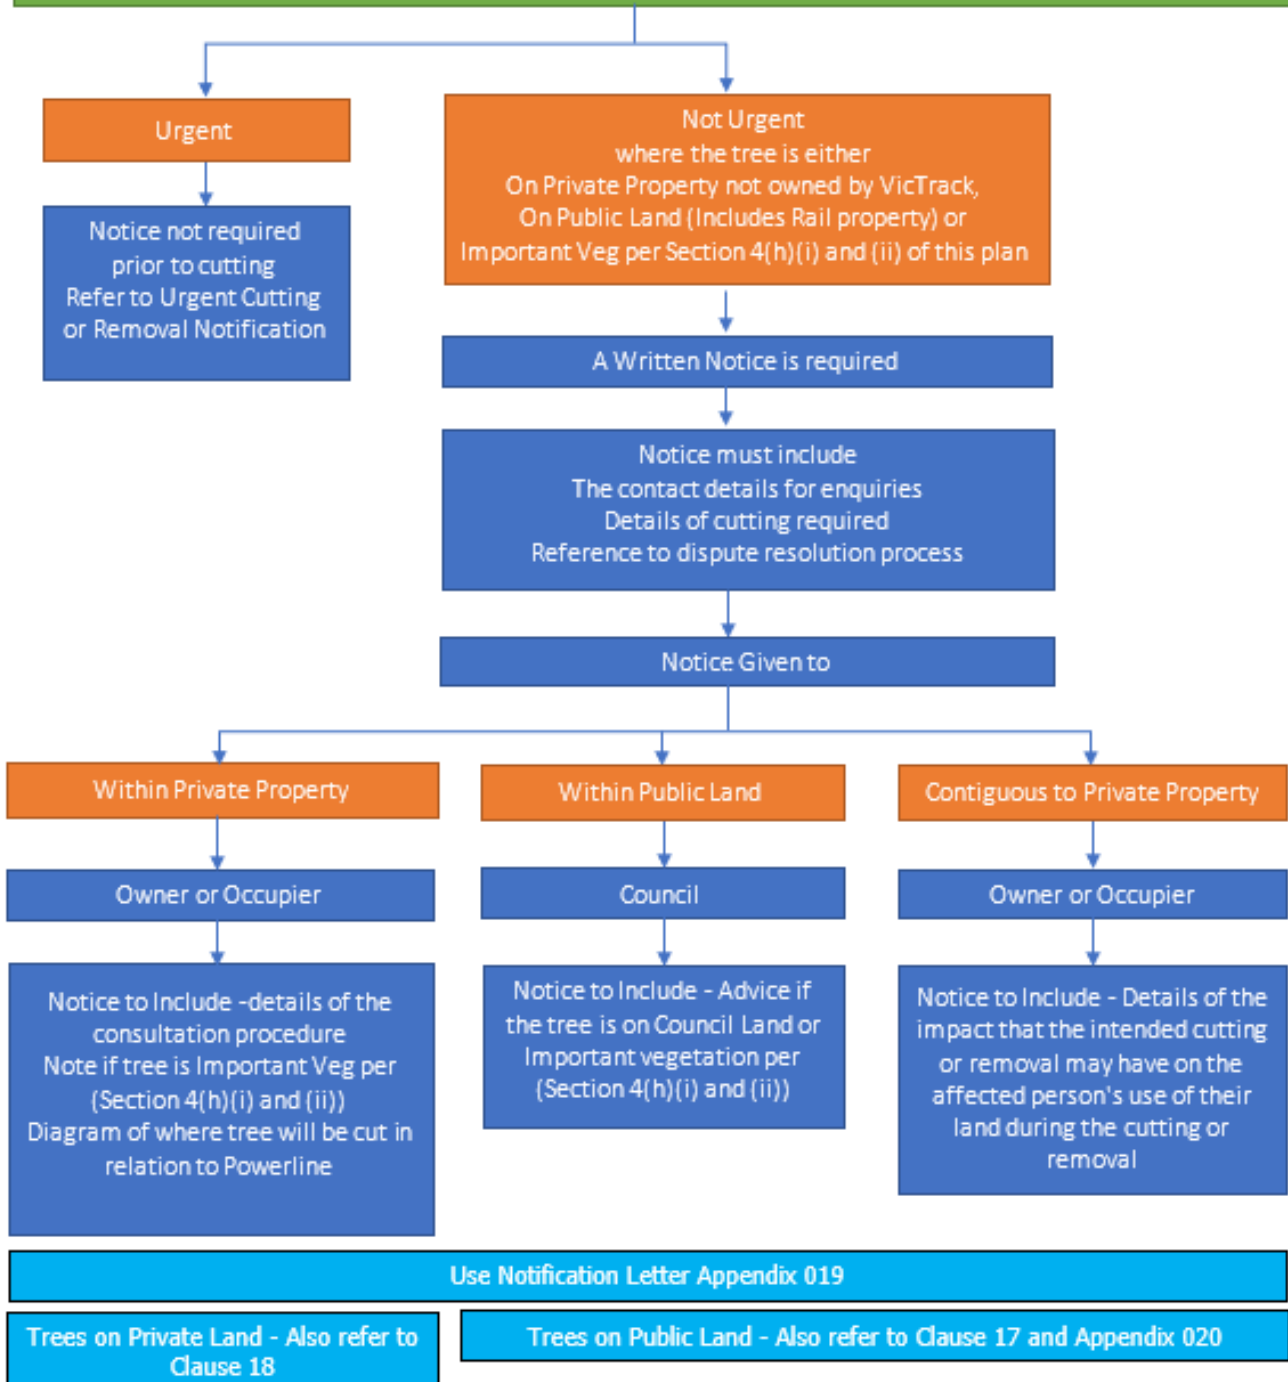 Urgent
Notice not required
prior to cutting
Refer to Urgent Cutting
or Removal Notification
Not Urgent
where the tree is either
On Private Property not owned by VicTrack,
On Public Land (Includes Rail property) or
Important Veg per Section 4(h)(i) and (ii) of this plan
A Written Notice is required
Notice must include
The contact details for enquiries
Details of cutting required
Reference to dispute resolution process
Notice Given to
Within Private Property
Owner or Occupier
Notice to Include -details of the
consultation procedure
Note if tree is Important Veg per
(Section 4(h)(i) and (ii))
Diagram of where tree will be cut in
relation to Powerline
Within Public Land
Council
Notice to Include - Advice if
the tree is on Council Land or
Important vegetation per
(Section 4(h)(i) and (ii))
Contiguous to Private Property
Owner or Occupier
Notice to Include - Details of the
impact that the intended cutting
or removal may have on the
affected person's use of their
land during the cutting or
removal
Use Notification Letter Appendix 019
Trees on Private Land - Also refer to
Clause 18
Trees on Public Land - Also refer to Clause 17 and Appendix 020